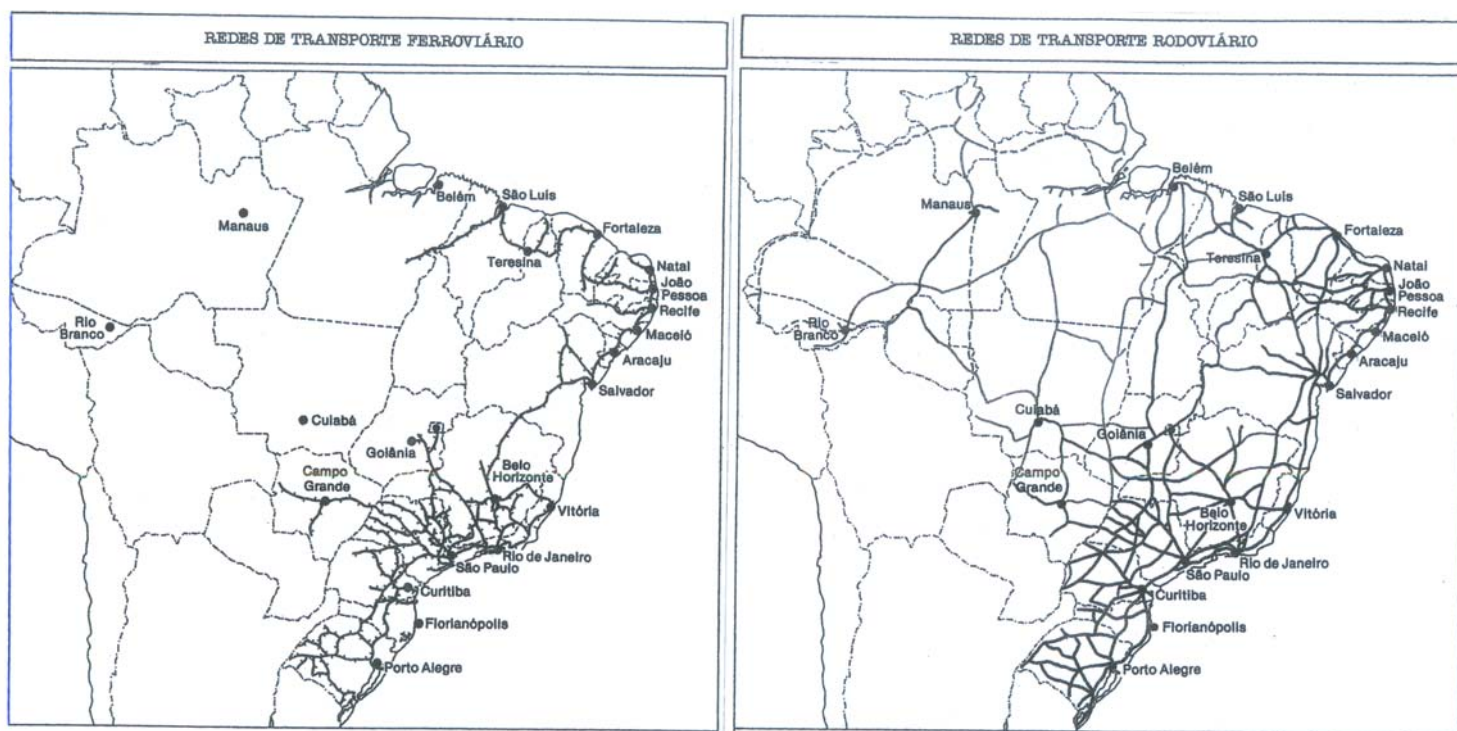 REDES DE TRANSPORTE FERROVIÁRIO
Belém
São Luís
Manaus
Fortaleza
Teresina
Natal
João
Pessoa
Recife
Rio
Branco
Maceió
Aracaju
Salvador
Cuiabá
Goiânia
Belo
Horizonte
Campo
Grande
Vitória
Rio de Janeiro
São Paulo
Curitiba
Florianópolis
Porto Alegre
REDES DE TRANSPORTE RODOVIÁRIO
Belém
São Luís
Manaus
Fortaleza
Teresina
Natal
João
Pessoa
Recife
Rio
Branco
Maceió
Aracaju
Salvador
Cuiabá
Goiânia
Campo
Grande
Belo
Horizonte
Vitória
Rio de Janeiro
São Paulo
Curitiba
Florianópolis
Porto Alegre